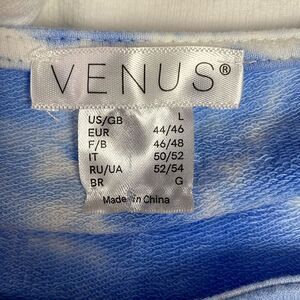 VENUS®
US/GB L
EUR 44/46
F/B 46/48
IT 50/52
RU/UA 52/54
BR G
Made in China